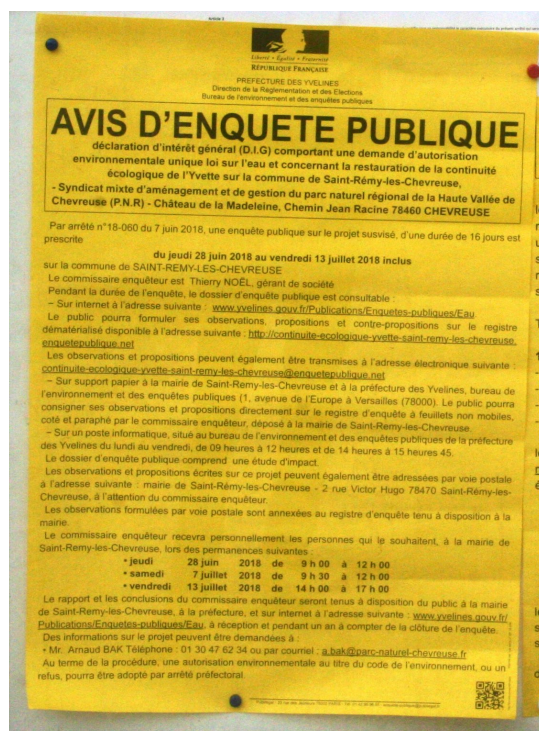 Article 2
Liberté • Égalité • Fraternité
RÉPUBLIQUE FRANÇAISE
PREFECTURE DES YVELINES
Direction de la Réglementation et des Elections
Bureau de l'environnement et des enquêtes publiques
AVIS D'ENQUETE PUBLIQUE
déclaration d'intérêt général (D.I.G) comportant une demande d'autorisation
environnementale unique loi sur l'eau et concernant la restauration de la continuité
écologique de l'Yvette sur la commune de Saint-Rémy-les-Chevreuse,
- Syndicat mixte d'aménagement et de gestion du parc naturel régional de la Haute Vallée de
Chevreuse (P.N.R) - Château de la Madeleine, Chemin Jean Racine 78460 CHEVREUSE
Par arrêté n°18-060 du 7 juin 2018, une enquête publique sur le projet susvisé, d'une durée de 16 jours est
prescrite
du jeudi 28 juin 2018 au vendredi 13 juillet 2018 inclus
sur la commune de SAINT-REMY-LES-CHEVREUSE
Le commissaire enquêteur est Thierry NOËL, gérant de société
Pendant la durée de l'enquête, le dossier d'enquête publique est consultable :
– Sur internet à l'adresse suivante : www.yvelines.gouv.fr/Publications/Enquetes-publiques/Eau
Le public pourra formuler ses observations, propositions et contre-propositions sur le registre
dématérialisé disponible à l'adresse suivante : http://continuite-ecologique-yvette-saint-remy-les-chevreuse.
enquetepublique.net
Les observations et propositions peuvent également être transmises à l'adresse électronique suivante :
continuite-ecologique-yvette-saint-remy-les-chevreuse@enquetepublique.net
– Sur support papier à la mairie de Saint-Remy-les-Chevreuse et à la préfecture des Yvelines, bureau de
l'environnement et des enquêtes publiques (1, avenue de l'Europe à Versailles (78000). Le public pourra
consigner ses observations et propositions directement sur le registre d'enquête à feuillets non mobiles,
coté et paraphé par le commissaire enquêteur, déposé à la mairie de Saint-Remy-les-Chevreuse.
– Sur un poste informatique, situé au bureau de l'environnement et des enquêtes publiques de la préfecture
des Yvelines du lundi au vendredi, de 09 heures à 12 heures et de 14 heures à 15 heures 45.
Le dossier d'enquête publique comprend une étude d'impact.
Les observations et propositions écrites sur ce projet peuvent également être adressées par voie postale
à l'adresse suivante : mairie de Saint-Rémy-les-Chevreuse - 2 rue Victor Hugo 78470 Saint-Rémy-les-
Chevreuse, à l'attention du commissaire enquêteur.
Les observations formulées par voie postale sont annexées au registre d'enquête tenu à disposition à la
mairie.
Le commissaire enquêteur recevra personnellement les personnes qui le souhaitent, à la mairie de
Saint-Remy-les-Chevreuse, lors des permanences suivantes :
• jeudi 28 juin 2018 de 9 h 00 à 12 h 00
• samedi 7 juillet 2018 de 9 h 30 à 12 h 00
• vendredi 13 juillet 2018 de 14 h 00 à 17 h 00
Le rapport et les conclusions du commissaire enquêteur seront tenus à disposition du public à la mairie
de Saint-Remy-les-Chevreuse, à la préfecture, et sur internet à l'adresse suivante : www.yvelines.gouv.fr/
Publications/Enquetes-publiques/Eau, à réception et pendant un an à compter de la clôture de l'enquête.
Des informations sur le projet peuvent être demandées à :
• Mr. Arnaud BAK Téléphone : 01 30 47 62 34 ou par courriel : a.bak@parc-naturel-chevreuse.fr
Au terme de la procédure, une autorisation environnementale au titre du code de l'environnement, ou un
refus, pourra être adopté par arrêté préfectoral.